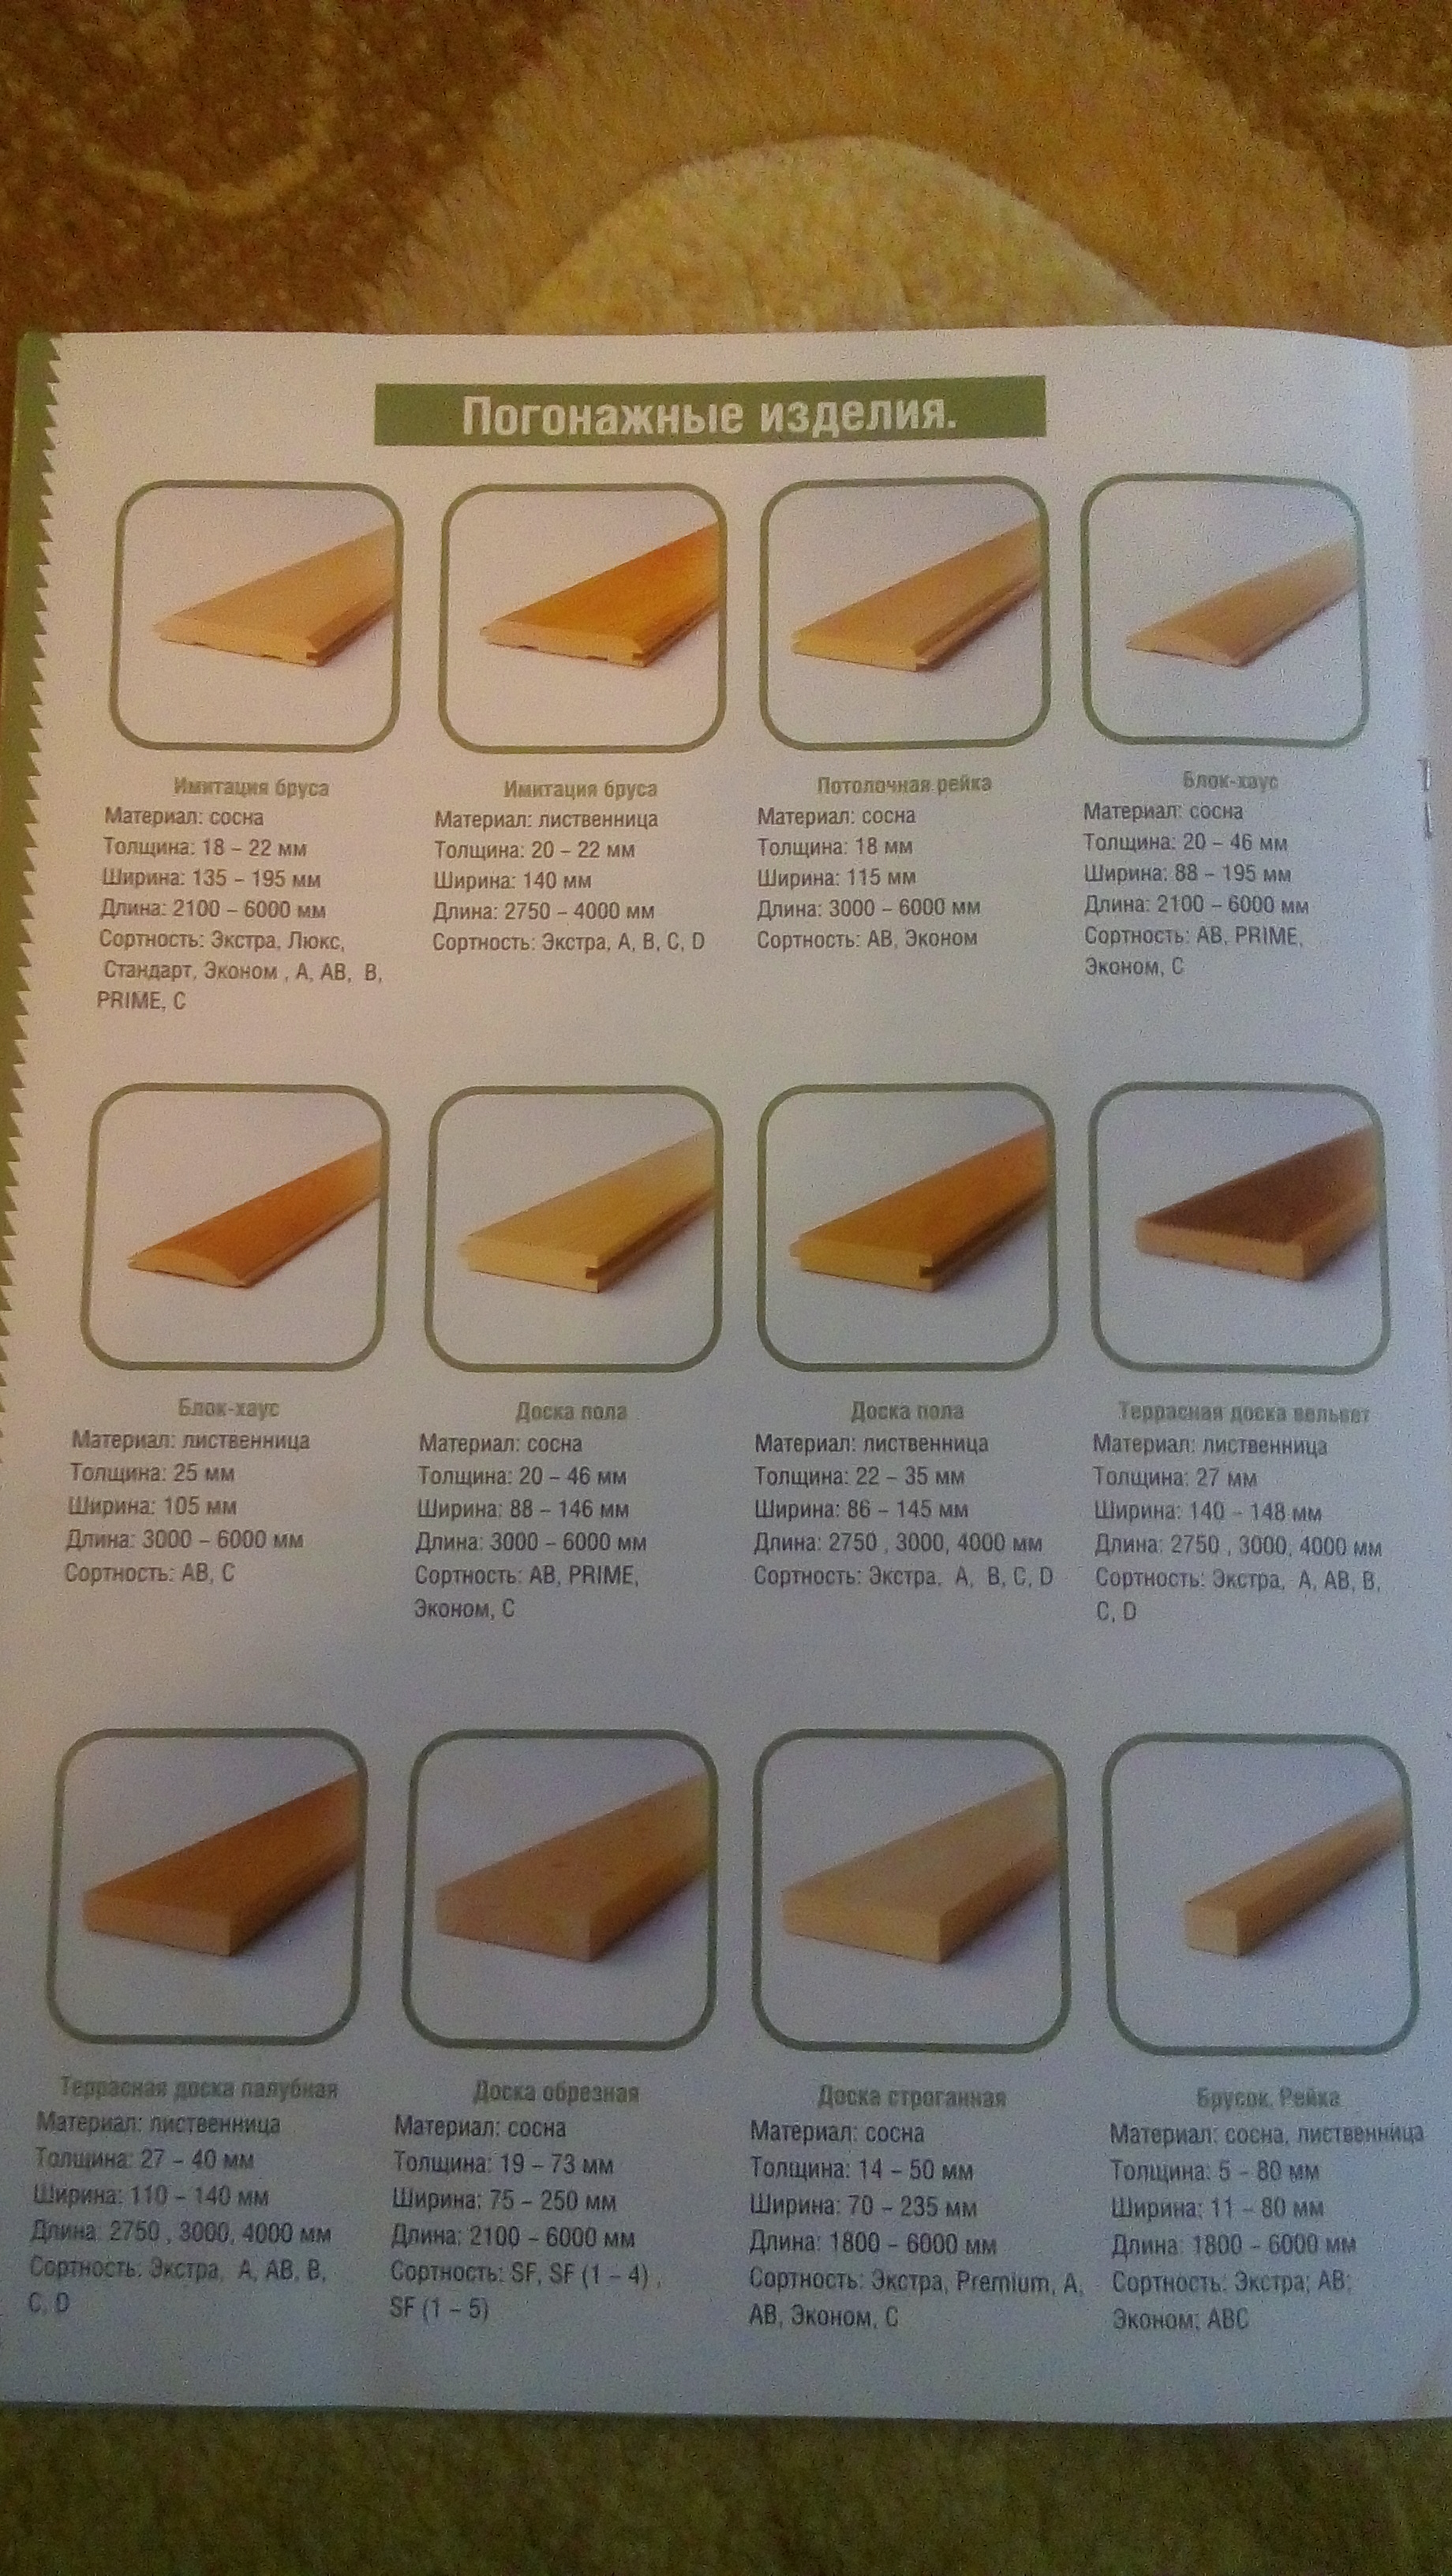 Погонажные изделия.
Имитация бруса
Материал: сосна
Толщина: 18 – 22 мм
Ширина: 135 – 195 мм
Длина: 2100 – 6000 мм
Сортность: Экстра, Люкс,
Стандарт, Эконом , А, АВ, В,
PRIME, С
Имитация бруса
Материал: лиственница
Толщина: 20 – 22 мм
Ширина: 140 мм
Длина: 2750 – 4000 мм
Сортность: Экстра, А, В, С, D
Потолочная рейка
Материал: сосна
Толщина: 18 мм
Ширина: 115 мм
Длина: 3000 – 6000 мм
Сортность: АВ, Эконом
Блок-хаус
Материал: сосна
Толщина: 20 – 46 мм
Ширина: 88 – 195 мм
Длина: 2100 – 6000 мм
Сортность: АВ, PRIME,
Эконом, С
Блок-хаус
Материал: лиственница
Толщина: 25 мм
Ширина: 105 мм
Длина: 3000 – 6000 мм
Сортность: АВ, С
Доска пола
Материал: сосна
Толщина: 20 – 46 мм
Ширина: 88 – 146 мм
Длина: 3000 – 6000 мм
Сортность: АВ, PRIME,
Эконом, С
Доска пола
Материал: лиственница
Толщина: 22 – 35 мм
Ширина: 86 – 145 мм
Длина: 2750 , 3000, 4000 мм
Сортность: Экстра, А, В, С, D
Террасная доска вельвет
Материал: лиственница
Толщина: 27 мм
Ширина: 140 – 148 мм
Длина: 2750 , 3000, 4000 мм
Сортность: Экстра, А, АВ, В,
С, D
Террасная доска палубная
Материал: лиственница
Толщина: 27 – 40 мм
Ширина: 110 – 140 мм
Длина: 2750 , 3000, 4000 мм
Сортность: Экстра, А, АВ, В,
С, D
Доска обрезная
Материал: сосна
Толщина: 19 – 73 мм
Ширина: 75 – 250 мм
Длина: 2100 – 6000 мм
Сортность: SF, SF (1 – 4) ,
SF (1 – 5)
Доска строганная
Материал: сосна
Толщина: 14 – 50 мм
Ширина: 70 – 235 мм
Длина: 1800 – 6000 мм
Сортность: Экстра, Premium, А,
АВ, Эконом, С
Брусок, Рейка
Материал: сосна, лиственница
Толщина: 5 – 80 мм
Ширина: 11 – 80 мм
Длина: 1800 – 6000 мм
Сортность: Экстра; АВ;
Эконом; АВС